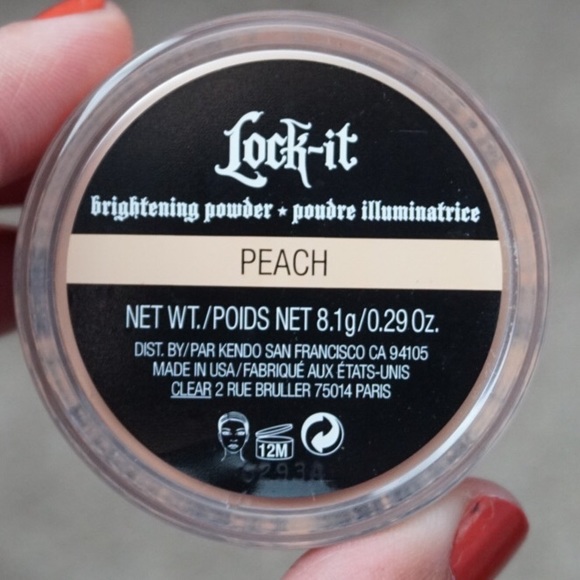 Lock-it
brightening powder ★ poudre illuminatrice
PEACH
NET WT./POIDS NET 8.1g/0.29 Oz.
DIST. BY/PAR KENDO SAN FRANCISCO CA 94105
MADE IN USA/FABRIQUÉ AUX ÉTATS-UNIS
CLEAR 2 RUE BRULLER 75014 PARIS
12M